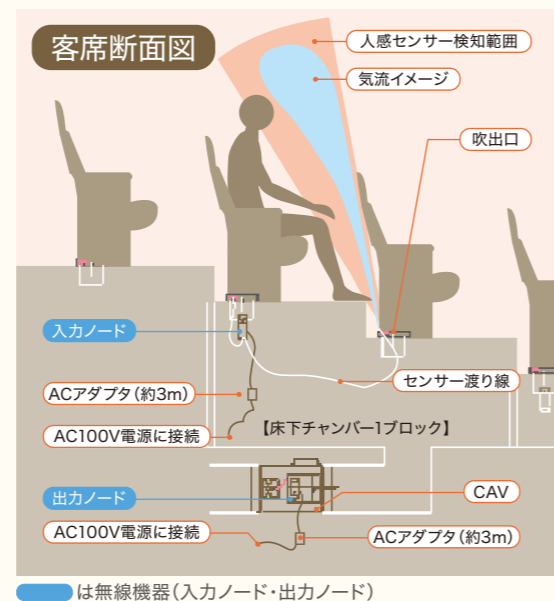 客席断面図
人感センサー検知範囲
気流イメージ
吹出口
入力ノード
センサー渡り線
ACアダプタ(約3m)
AC100V電源に接続
【床下チャンバー1ブロック】
出力ノード
CAV
AC100V電源に接続
ACアダプタ(約3m)
は無線機器(入力ノード・出力ノード)